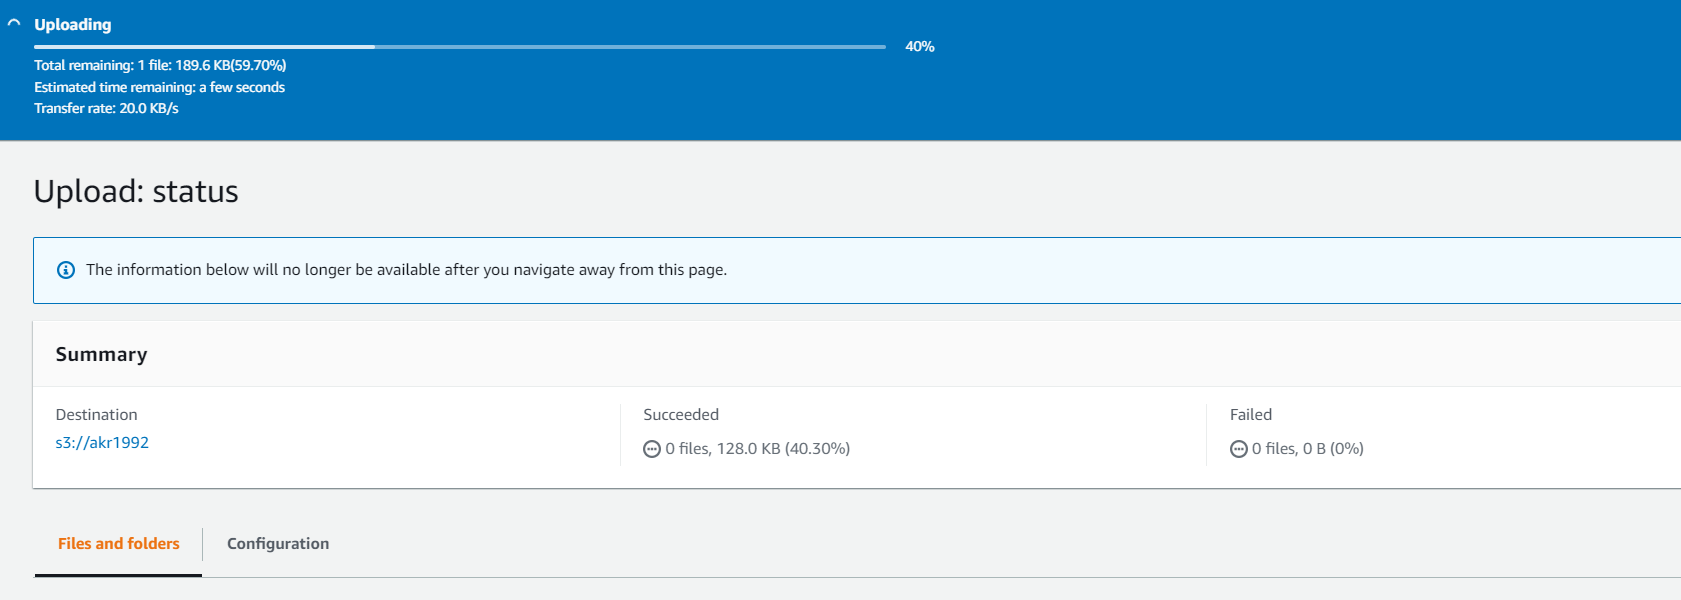 Uploading
40%
Total remaining: 1 file: 189.6 KB(59.70%)
Estimated time remaining: a few seconds
Transfer rate: 20.0 KB/s
Upload: status
The information below will no longer be available after you navigate away from this page.
Summary
Destination
s3://akr1992
Succeeded
0 files, 128.0 KB (40.30%)
Failed
0 files, 0 B (0%)
Files and folders
Configuration